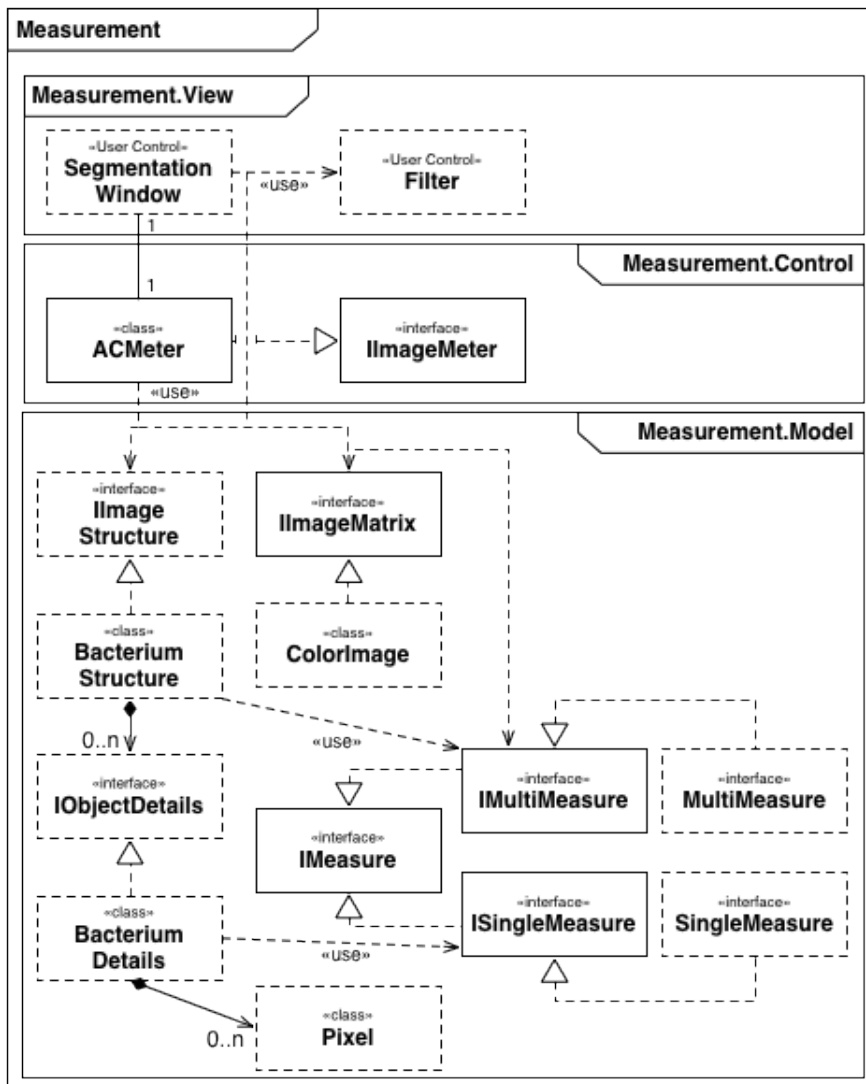 Measurement
Measurement.View
«User Control»
Segmentation
Window
«use»
«User Control»
Filter
1
Measurement.Control
1
«class»
ACMeter
«interface»
IImageMeter
«use»
Measurement.Model
«interface»
IImage
Structure
«interface»
IImageMatrix
«class»
Bacterium
Structure
«class»
ColorImage
0..n
«use»
«interface»
IObjectDetails
«interface»
IMultiMeasure
«interface»
MultiMeasure
«interface»
IMeasure
«class»
Bacterium
Details
«use»
«interface»
ISingleMeasure
«interface»
SingleMeasure
0..n
«class»
Pixel